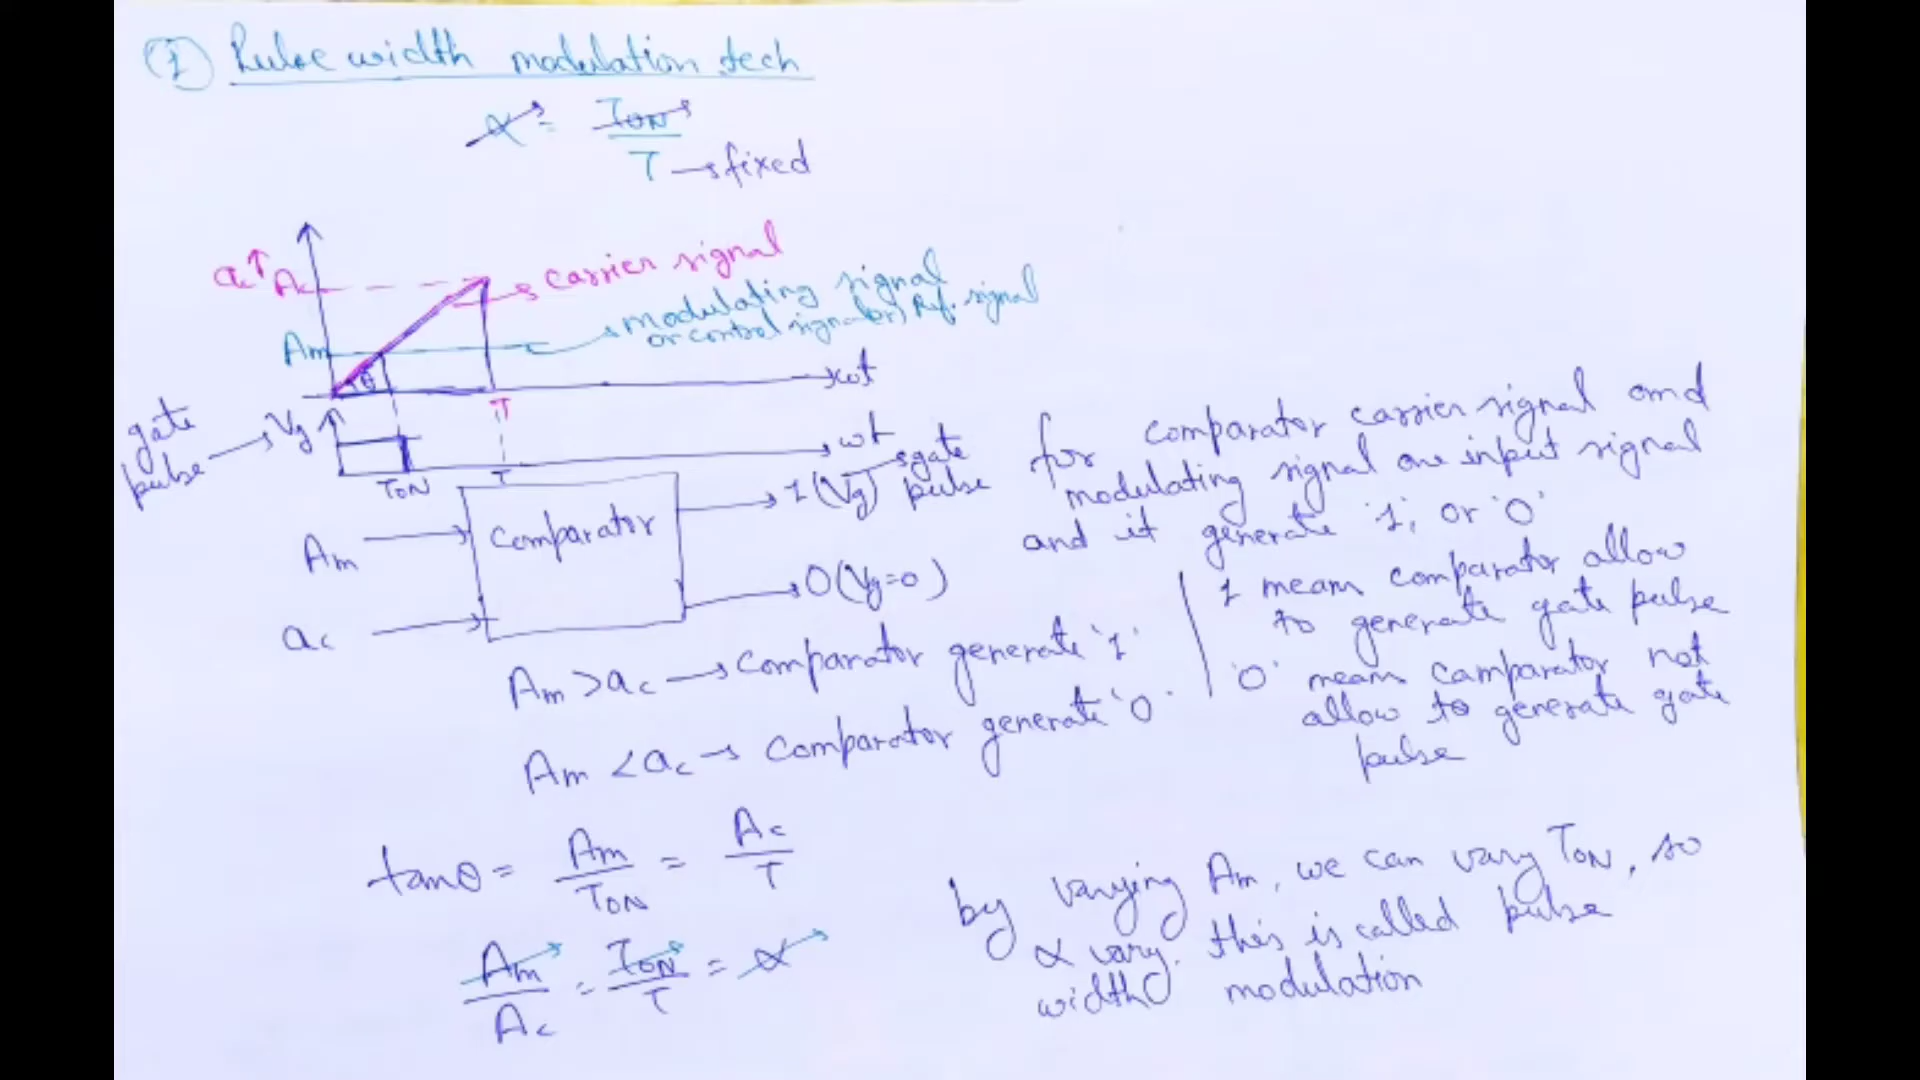 ① Pulse width modulation tech
α = TON / T → fixed
ac ↑ Ac
carrier signal
Am
modulating signal
or control signal (or) Ref. signal
θ
T
wt
gate pulse → Vg
TON
T
wt
Am
ac
Comparator
1 (Vg) → gate pulse
0 (Vg=0)
for comparator carrier signal and
modulating signal are input signal
and it generate '1', or '0'
1 mean comparator allow
to generate gate pulse
'0' mean camparator not
allow to generate gate
pulse
Am > ac → comparator generate '1'
Am < ac → comparator generate '0'
tanθ = Am / TON = Ac / T
Am / Ac = TON / T = α
by varying Am, we can vary TON, so
α vary. this is called pulse
width modulation